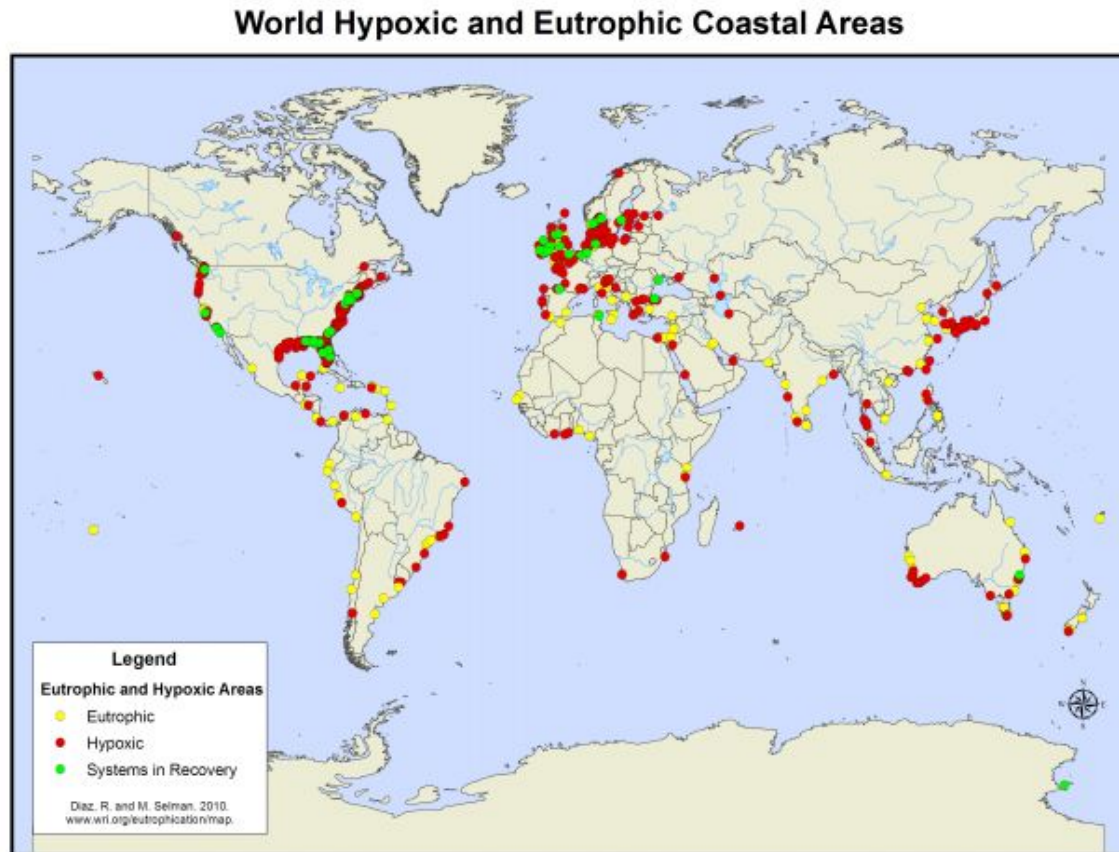 World Hypoxic and Eutrophic Coastal Areas
N
W
E
S
Legend
Eutrophic and Hypoxic Areas
Eutrophic
Hypoxic
Systems in Recovery
Diaz, R. and M. Selman. 2010.
www.wri.org/eutrophication/map.